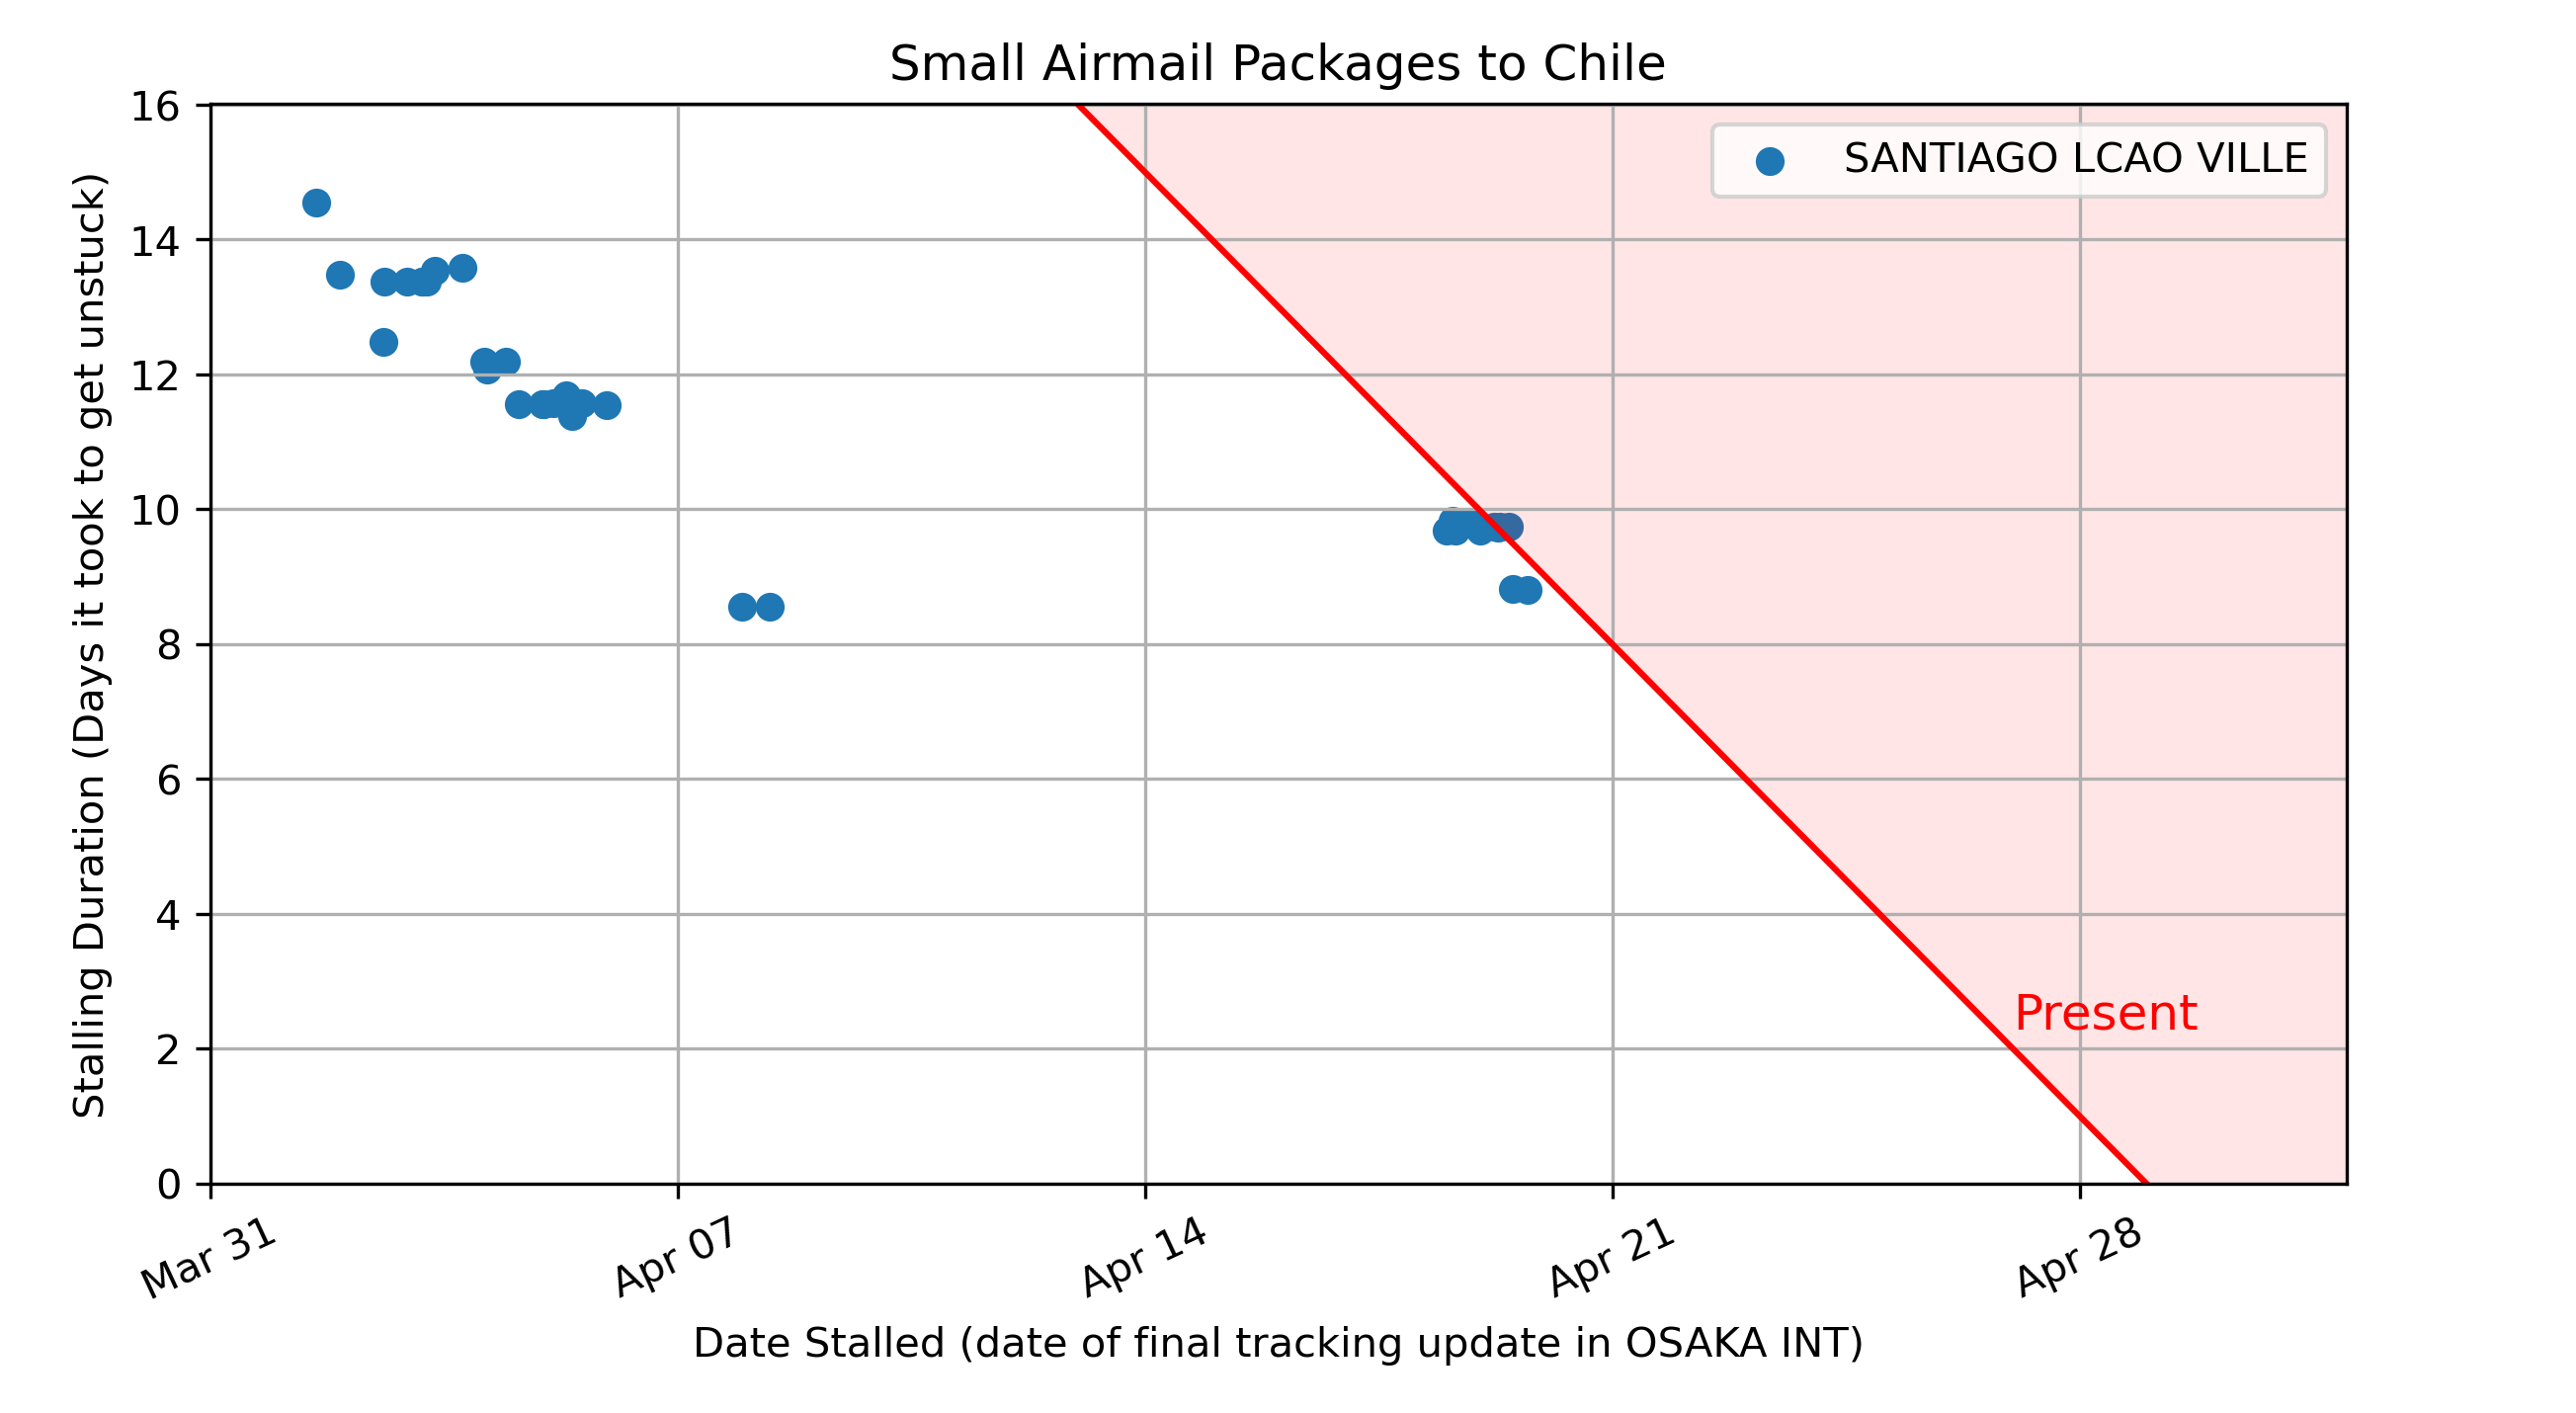 Small Airmail Packages to Chile
SANTIAGO LCAO VILLE
Stalling Duration (Days it took to get unstuck)
16
14
12
10
8
6
4
2
0
Present
Mar 31
Apr 07
Apr 14
Apr 21
Apr 28
Date Stalled (date of final tracking update in OSAKA INT)